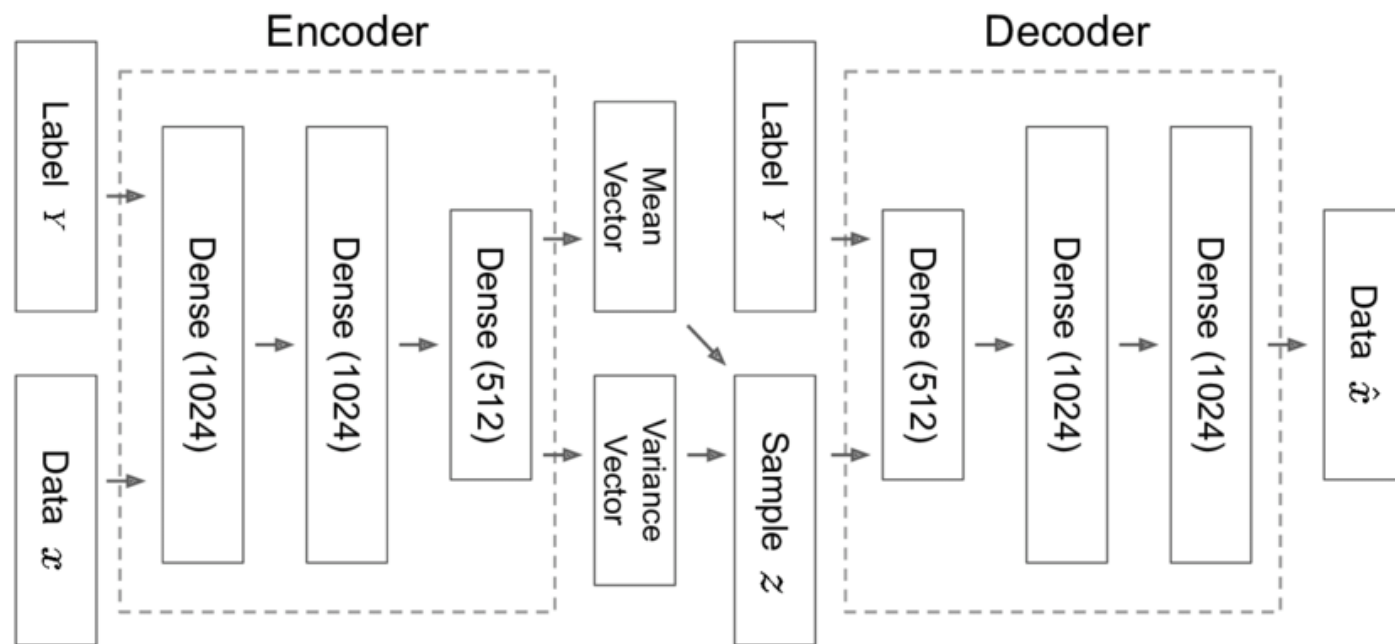 Encoder
Decoder
Label Y
Data x
Dense (1024)
Dense (1024)
Dense (512)
Mean
Vector
Variance
Vector
Label Y
Sample z
Dense (512)
Dense (1024)
Dense (1024)
Data x̂